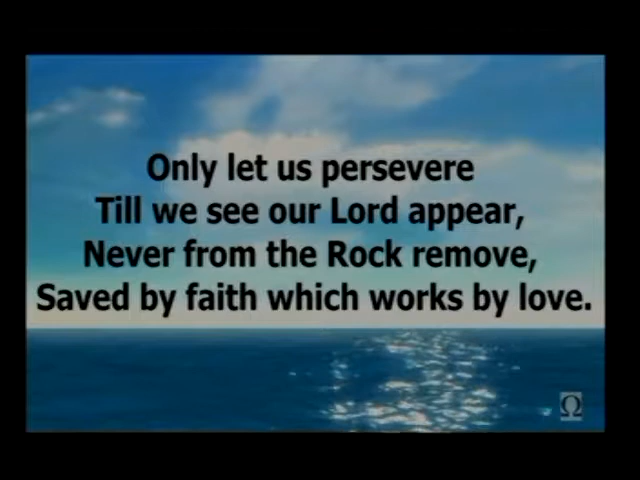 Only let us persevere
Till we see our Lord appear,
Never from the Rock remove,
Saved by faith which works by love.
Ω